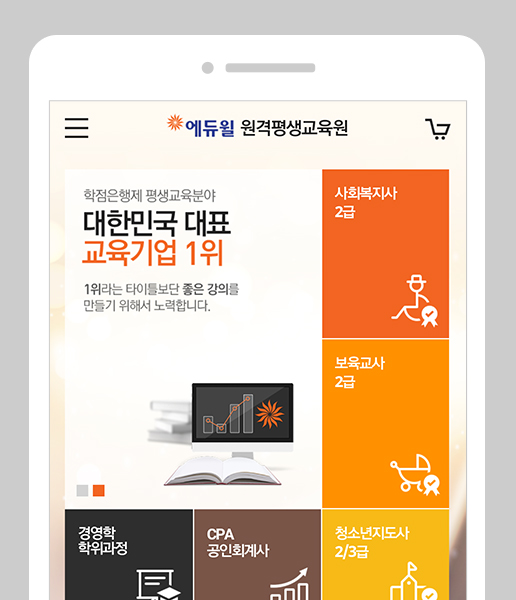 에듀윌 원격평생교육원
학점은행제 평생교육분야
대한민국 대표
교육기업 1위
1위라는 타이틀보단 좋은 강의를
만들기 위해서 노력합니다.
사회복지사
2급
보육교사
2급
경영학
학위과정
CPA
공인회계사
청소년지도사
2/3급